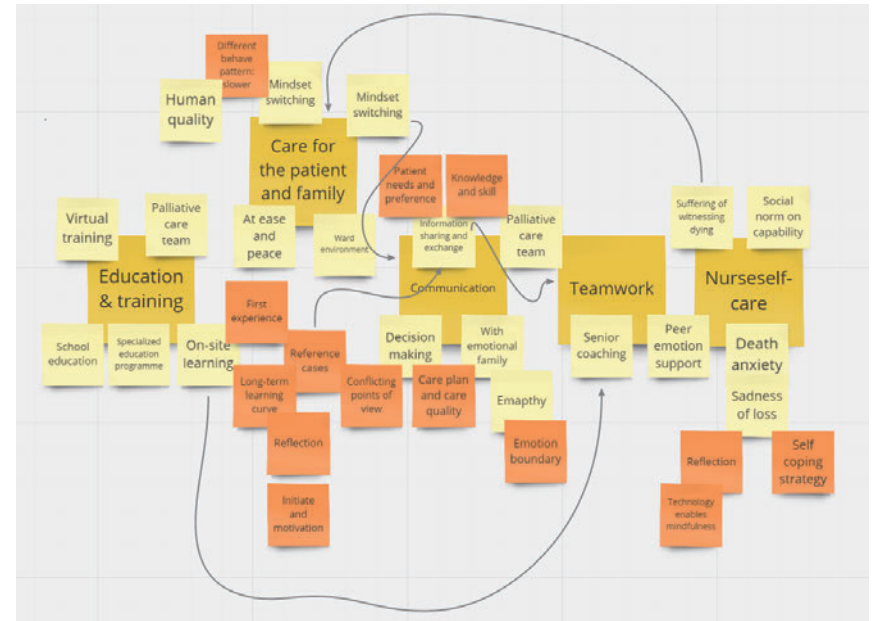 Different
behave
pattern:
slower
Human
quality
Mindset
switching
Mindset
switching
Care for
the patient
and family
Patient
needs and
preference
Knowledge
and skill
Virtual
training
Palliative
care
team
At ease
and
peace
Ward
environment
Information
sharing and
exchange
Palliative
care
team
Suffering of
witnessing
dying
Social
norm on
capability
Education
& training
Communication
Teamwork
Nurseself-
care
First
experience
School
education
Specialized
education
programme
On-site
learning
Reference
cases
Decision
making
With
emotional
family
Senior
coaching
Peer
emotion
support
Death
anxiety
Long-term
learning
curve
Conflicting
points of
view
Care plan
and care
quality
Emapthy
Sadness
of loss
Reflection
Emotion
boundary
Reflection
Self
coping
strategy
Initiate
and
motivation
Technology
enables
mindfulness